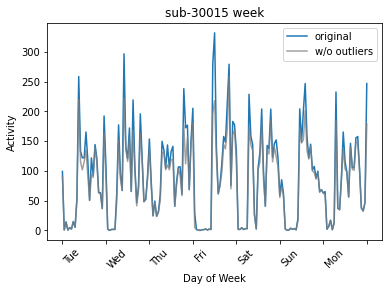 sub-30015 week
original
w/o outliers
Activity
300
250
200
150
100
50
0
Tue
Wed
Thu
Fri
Sat
Sun
Mon
Day of Week